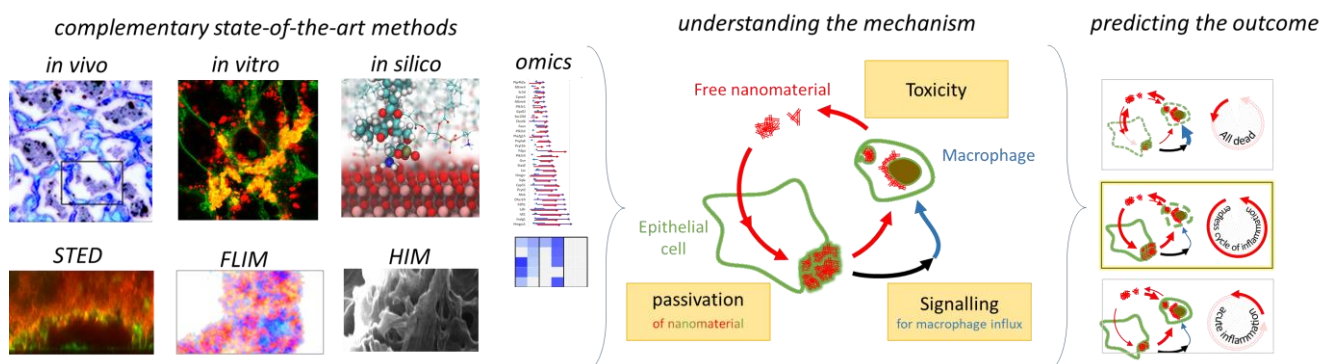 complementary state-of-the-art methods
understanding the mechanism
predicting the outcome
in vivo
in vitro
in silico
omics
STED
FLIM
HIM
Free nanomaterial
Toxicity
Macrophage
Epithelial
cell
passivation
of nanomaterial
Signalling
for macrophage influx
All dead
endless cycle of inflammation
acute inflammation